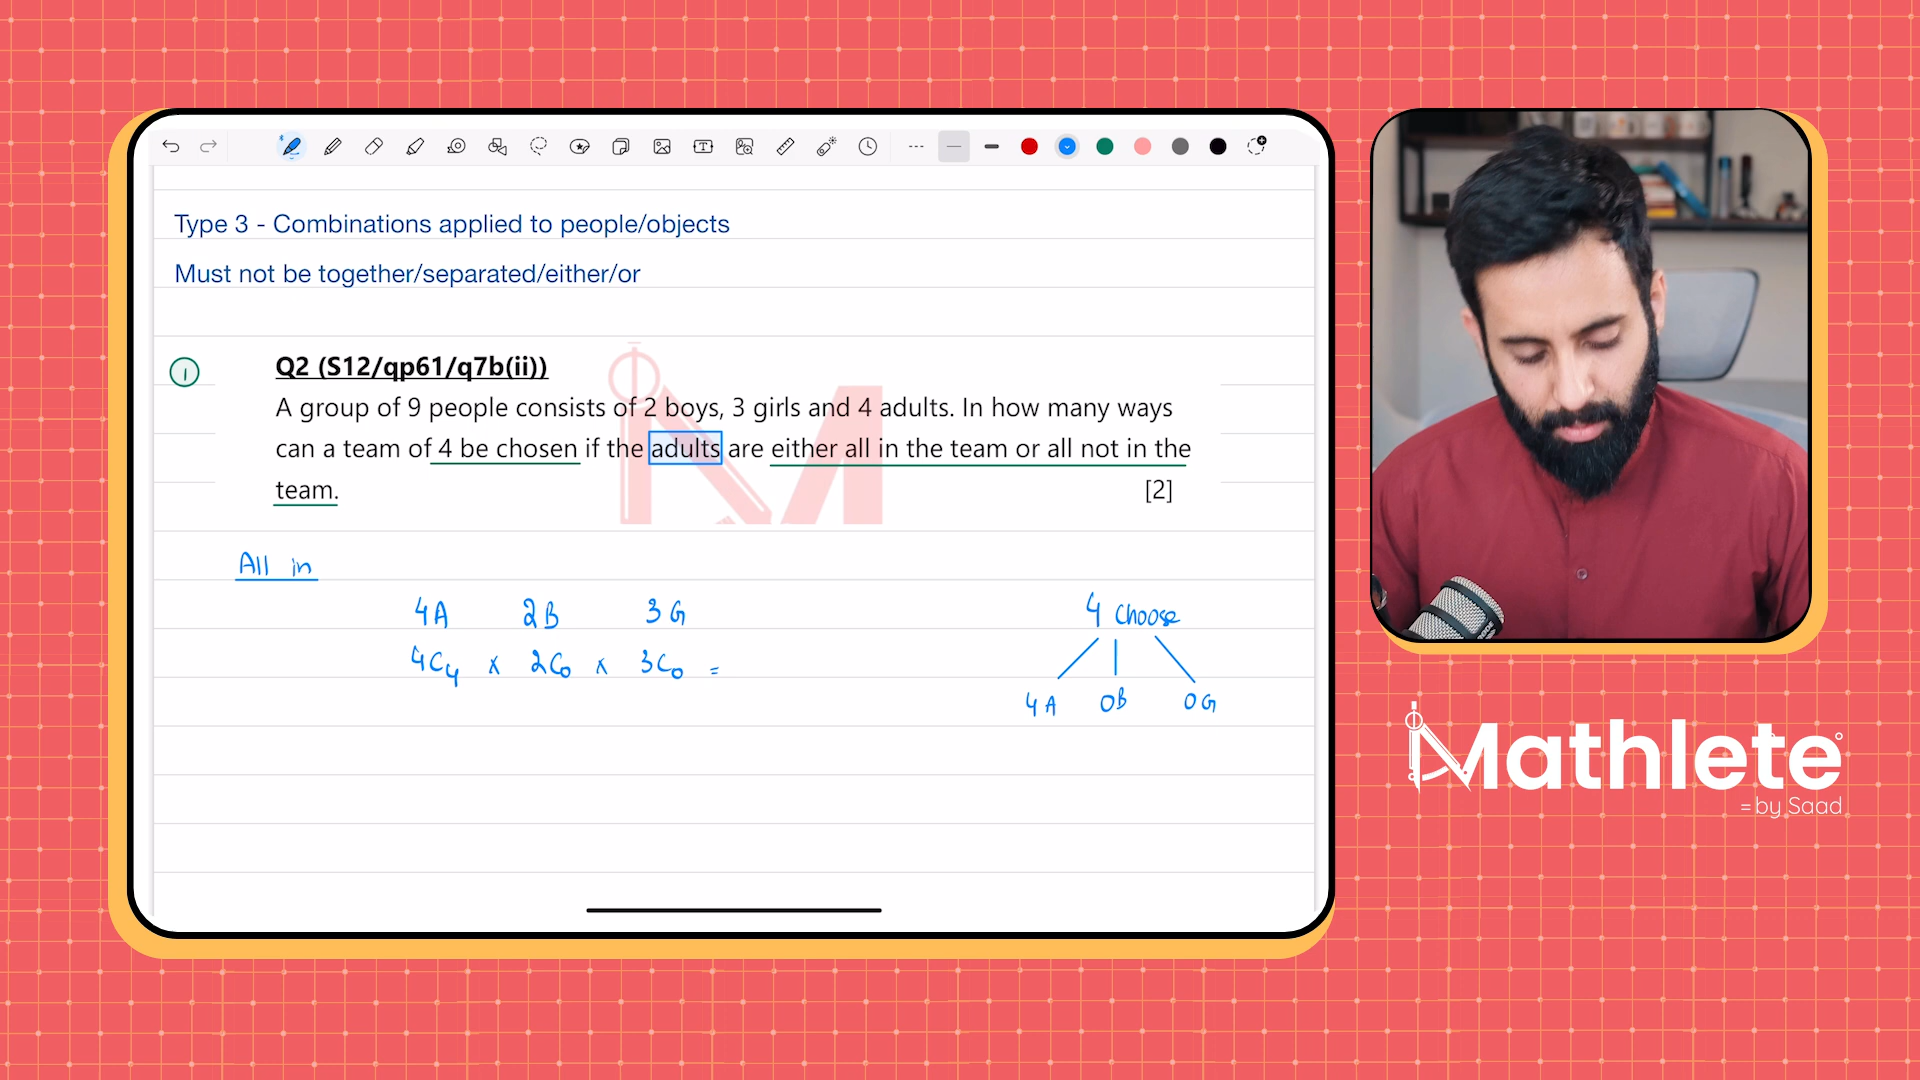 Type 3 - Combinations applied to people/objects
Must not be together/separated/either/or
1
Q2 (S12/qp61/q7b(ii))
A group of 9 people consists of 2 boys, 3 girls and 4 adults. In how many ways
can a team of 4 be chosen if the adults are either all in the team or all not in the
team. [2]
All in
4A 2B 3G
4C4 x 2C0 x 3C0 =
4 choose
4A 0B 0G
Mathlete
= by Saad